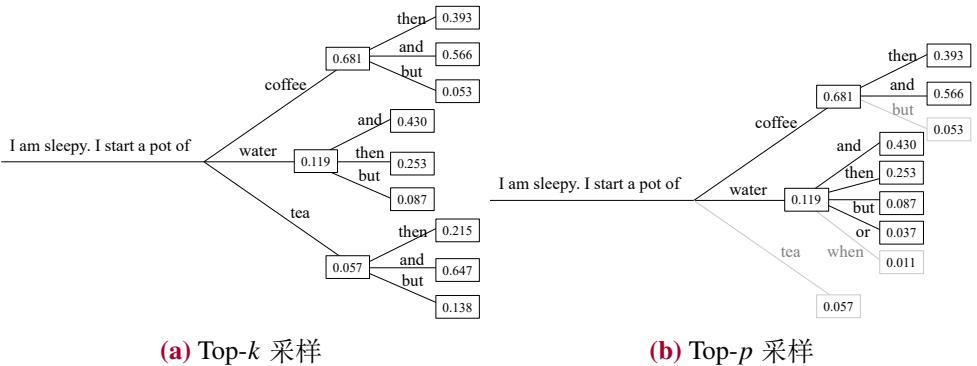 then 0.393
and 0.566
but 0.053
0.681
coffee
and 0.430
then 0.253
but 0.087
I am sleepy. I start a pot of
water
0.119
tea
then 0.215
and 0.647
but 0.138
0.057
(a) Top-k 采样
then 0.393
and 0.566
but 0.053
0.681
coffee
and 0.430
then 0.253
but 0.087
or 0.037
when 0.011
I am sleepy. I start a pot of
water
0.119
tea
0.057
(b) Top-p 采样